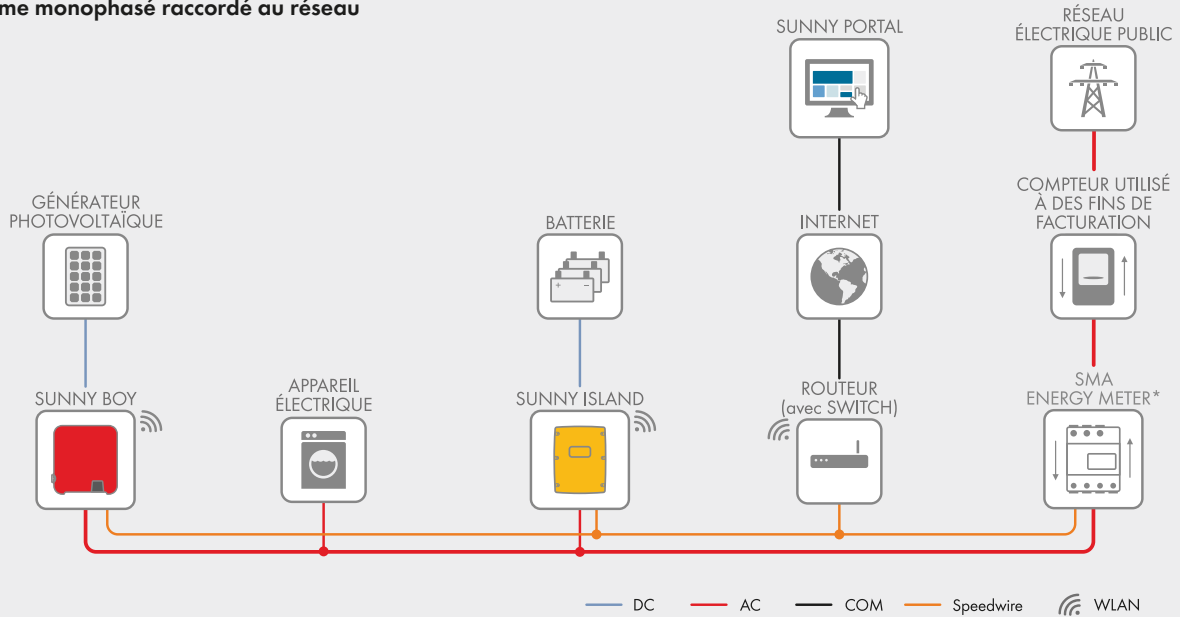 me monophasé raccordé au réseau
SUNNY PORTAL
RÉSEAU
ÉLECTRIQUE PUBLIC
GÉNÉRATEUR
PHOTOVOLTAÏQUE
BATTERIE
INTERNET
COMPTEUR UTILISÉ
À DES FINS DE
FACTURATION
SUNNY BOY
APPAREIL
ÉLECTRIQUE
SUNNY ISLAND
ROUTEUR
(avec SWITCH)
SMA
ENERGY METER*
DC
AC
COM
Speedwire
WLAN